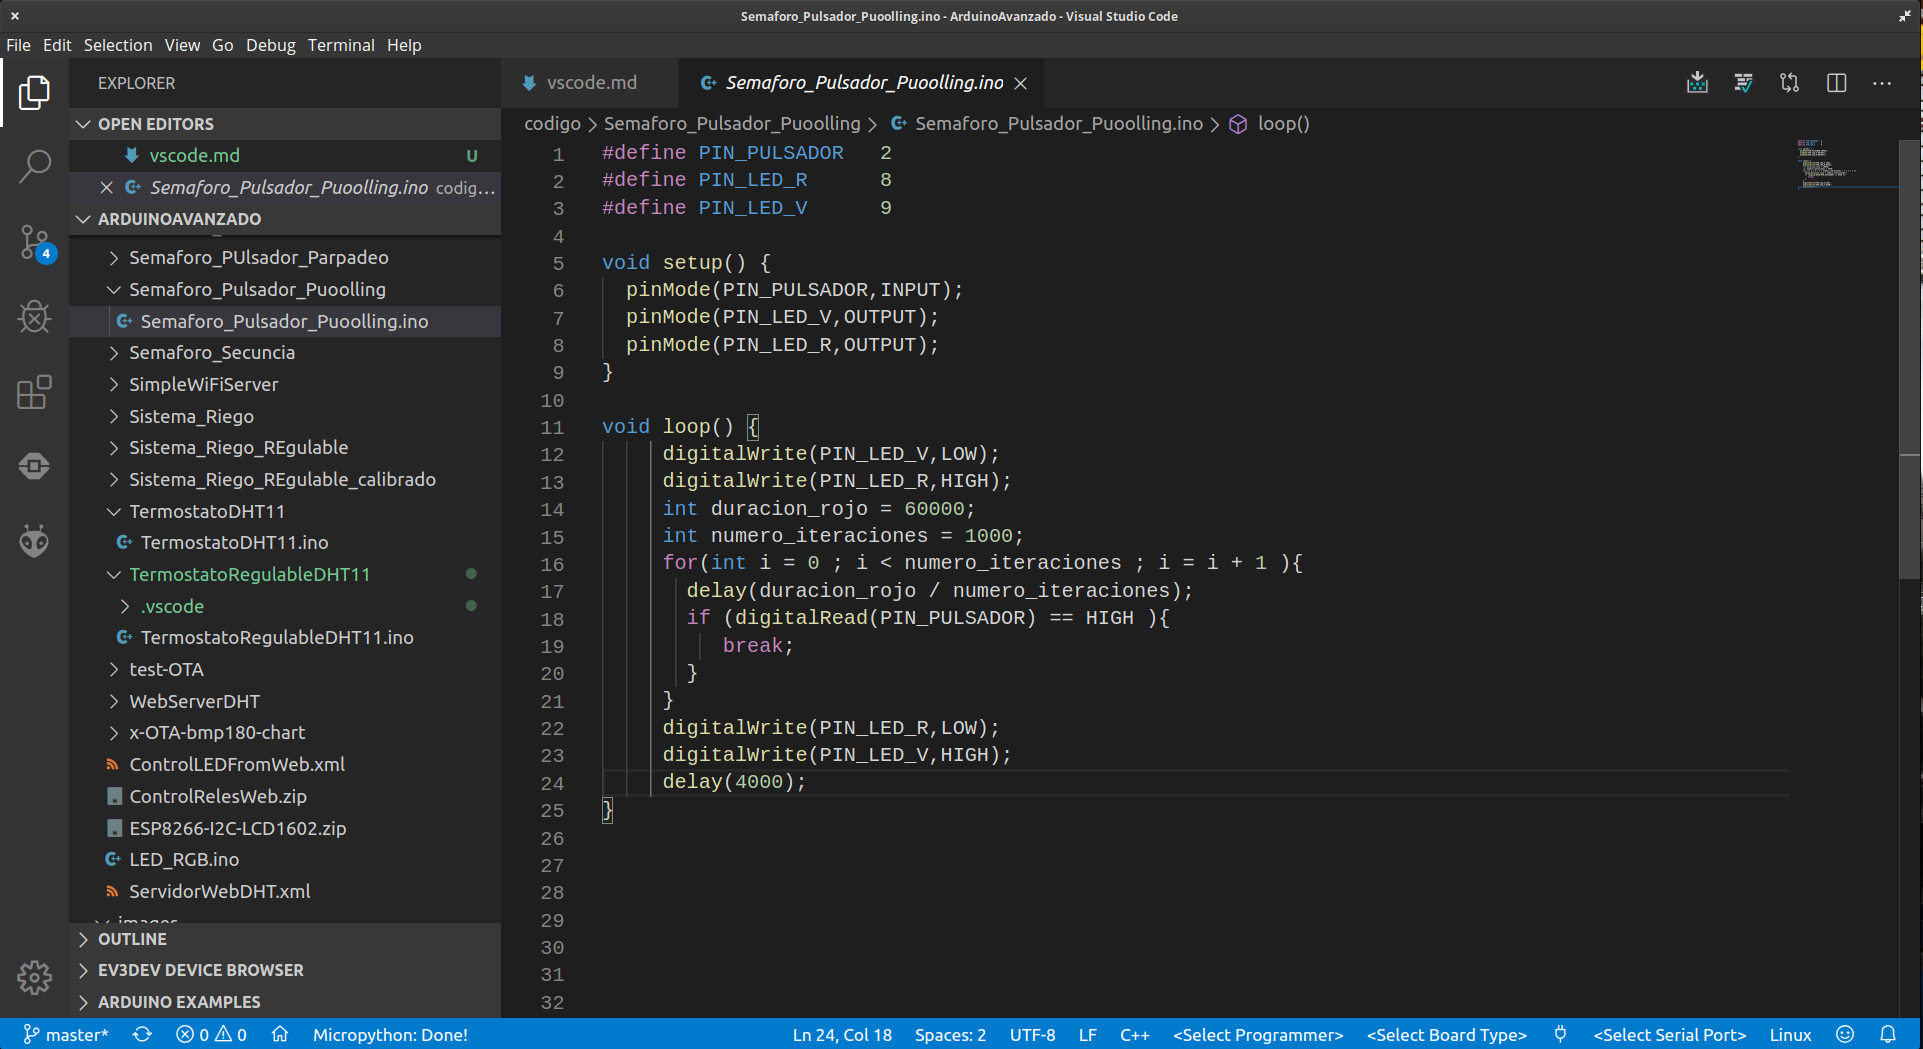 Semaforo_Pulsador_Puoolling.ino - ArduinoAvanzado - Visual Studio Code
File Edit Selection View Go Debug Terminal Help
EXPLORER
OPEN EDITORS
vscode.md U
Semaforo_Pulsador_Puoolling.ino codig...
ARDUINOAVANZADO
Semaforo_PUlsador_Parpadeo
Semaforo_Pulsador_Puoolling
Semaforo_Pulsador_Puoolling.ino
Semaforo_Secuncia
SimpleWiFiServer
Sistema_Riego
Sistema_Riego_REgulable
Sistema_Riego_REgulable_calibrado
TermostatoDHT11
TermostatoDHT11.ino
TermostatoRegulableDHT11
.vscode
TermostatoRegulableDHT11.ino
test-OTA
WebServerDHT
x-OTA-bmp180-chart
ControlLEDFromWeb.xml
ControlRelesWeb.zip
ESP8266-I2C-LCD1602.zip
LED_RGB.ino
ServidorWebDHT.xml
images
OUTLINE
EV3DEV DEVICE BROWSER
ARDUINO EXAMPLES
4
vscode.md Semaforo_Pulsador_Puoolling.ino
codigo > Semaforo_Pulsador_Puoolling > Semaforo_Pulsador_Puoolling.ino > loop()
1 #define PIN_PULSADOR   2
2 #define PIN_LED_R      8
3 #define PIN_LED_V      9
4
5 void setup() {
6   pinMode(PIN_PULSADOR,INPUT);
7   pinMode(PIN_LED_V,OUTPUT);
8   pinMode(PIN_LED_R,OUTPUT);
9 }
10
11 void loop() {
12      digitalWrite(PIN_LED_V,LOW);
13      digitalWrite(PIN_LED_R,HIGH);
14      int duracion_rojo = 60000;
15      int numero_iteraciones = 1000;
16      for(int i = 0 ; i < numero_iteraciones ; i = i + 1 ){
17        delay(duracion_rojo / numero_iteraciones);
18        if (digitalRead(PIN_PULSADOR) == HIGH ){
19           break;
20        }
21      }
22      digitalWrite(PIN_LED_R,LOW);
23      digitalWrite(PIN_LED_V,HIGH);
24      delay(4000);
25 }
26
27
28
29
30
31
32
master* 0 0 Micropython: Done! Ln 24, Col 18 Spaces: 2 UTF-8 LF C++ <Select Programmer> <Select Board Type> <Select Serial Port> Linux